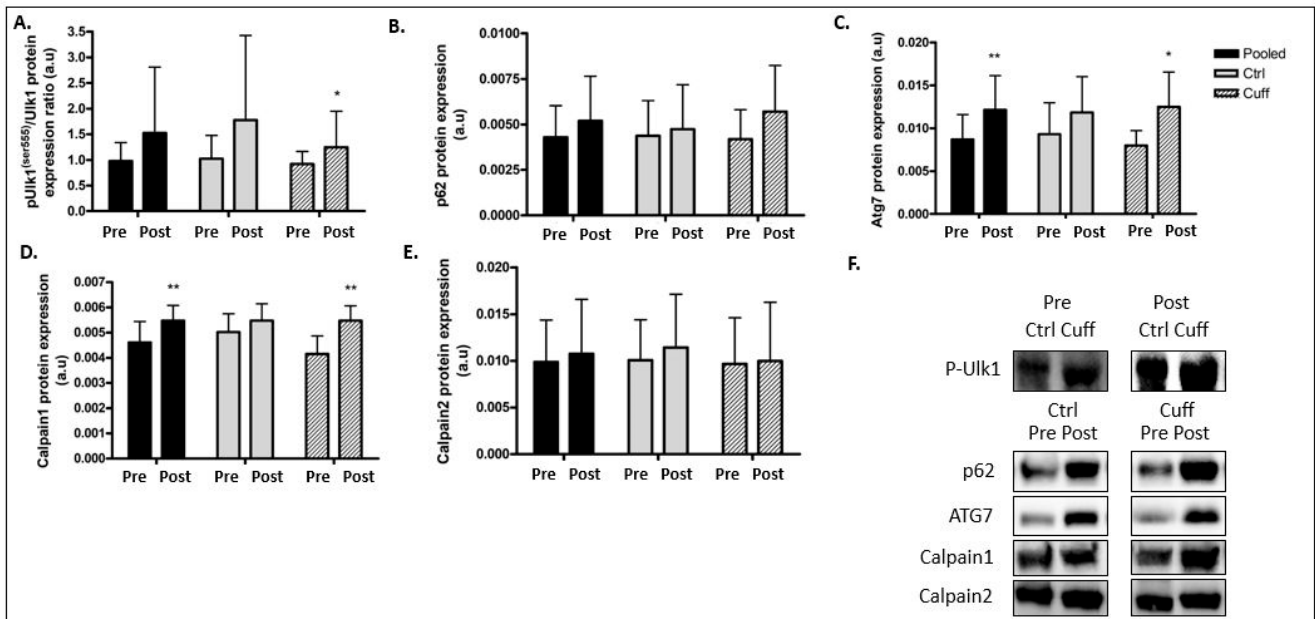 A.
pUlk1(ser555)/Ulk1 protein
expression ratio (a.u)
3.5
3.0
2.5
2.0
1.5
1.0
0.5
0.0
*
Pre Post Pre Post Pre Post
B.
p62 protein expression
(a.u)
0.0100
0.0075
0.0050
0.0025
0.0000
Pre Post Pre Post Pre Post
C.
Atg7 protein expression (a.u)
0.020
0.015
0.010
0.005
0.000
**
*
Pre Post Pre Post Pre Post
Pooled
Ctrl
Cuff
D.
Calpain1 protein expression
(a.u)
0.007
0.006
0.005
0.004
0.003
0.002
0.001
0.000
**
**
Pre Post Pre Post Pre Post
E.
Calpain2 protein expression
(a.u)
0.020
0.015
0.010
0.005
0.000
Pre Post Pre Post Pre Post
F.
Pre Post
Ctrl Cuff Ctrl Cuff
P-Ulk1
Ctrl Cuff
Pre Post Pre Post
p62
ATG7
Calpain1
Calpain2